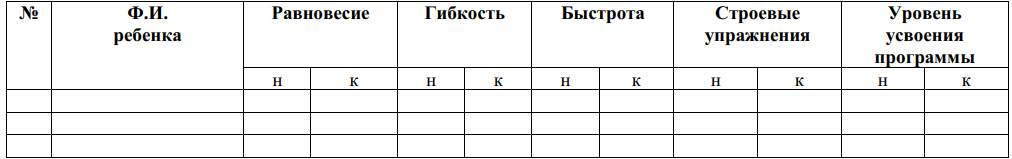 № Ф.И. Равновесие Гибкость Быстрота Строевые Уровень
ребенка упражнения усвоения
программы
н к н к н к н к н к